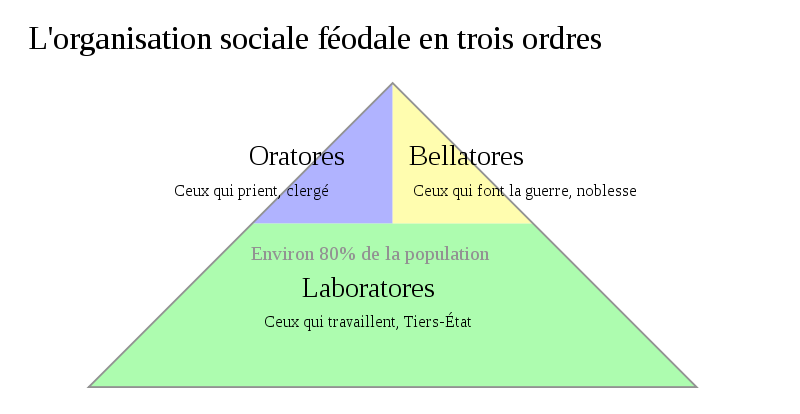 L'organisation sociale féodale en trois ordres
Oratores
Ceux qui prient, clergé
Bellatores
Ceux qui font la guerre, noblesse
Environ 80% de la population
Laboratores
Ceux qui travaillent, Tiers-État